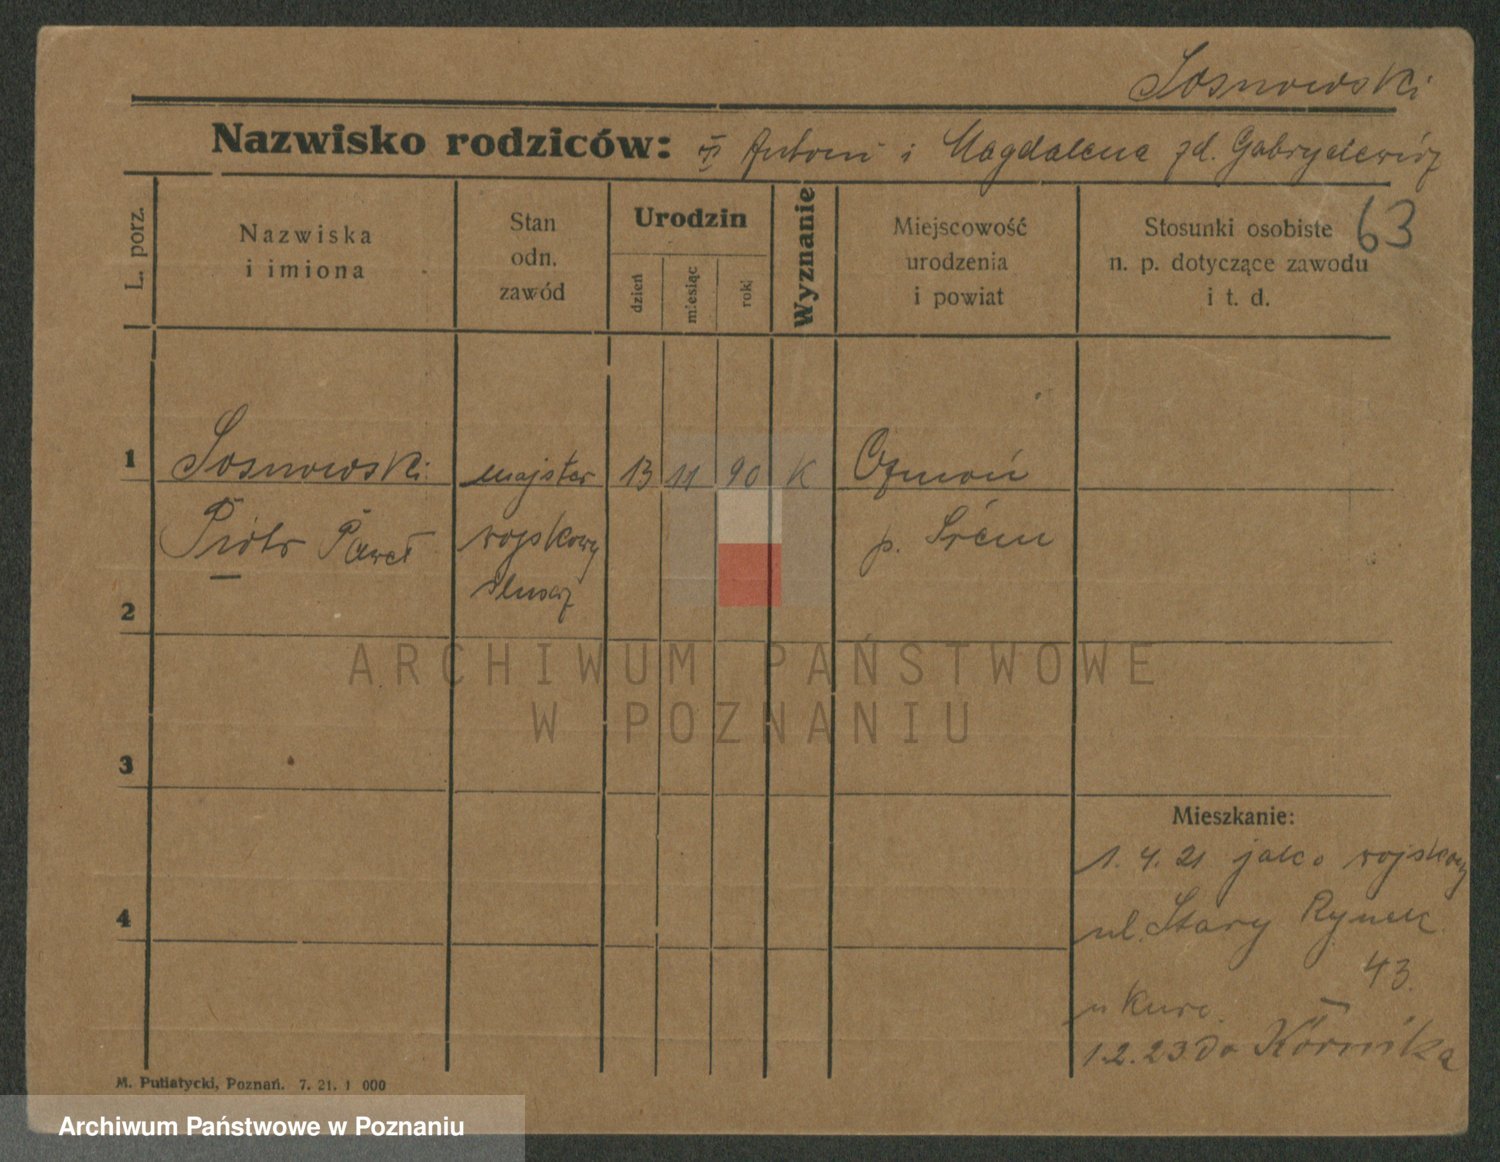 Sosnowski
Nazwisko rodziców: Antoni i Magdalena zd. Gabryelewicz
63
L. porz.
Nazwiska
i imiona
Stan
odn.
zawód
Urodzin
dzień
miesiąc
rok
Wyznanie
Miejscowość
urodzenia
i powiat
Stosunki osobiste
n. p. dotyczące zawodu
i t. d.
1 Sosnowski majster 13 11 90 K
Piotr Paweł wojskowy p. Śrem
ślusarz
2
ARCHIWUM PAŃSTWOWE
W POZNANIU
3
Mieszkanie:
1.4.21 jako wojskowy
4
ul. Stary Rynek
43.
u Kurc
1.2.23 do Kórnika
M. Putiatycki, Poznań. 7. 21. 1 000
Archiwum Państwowe w Poznaniu